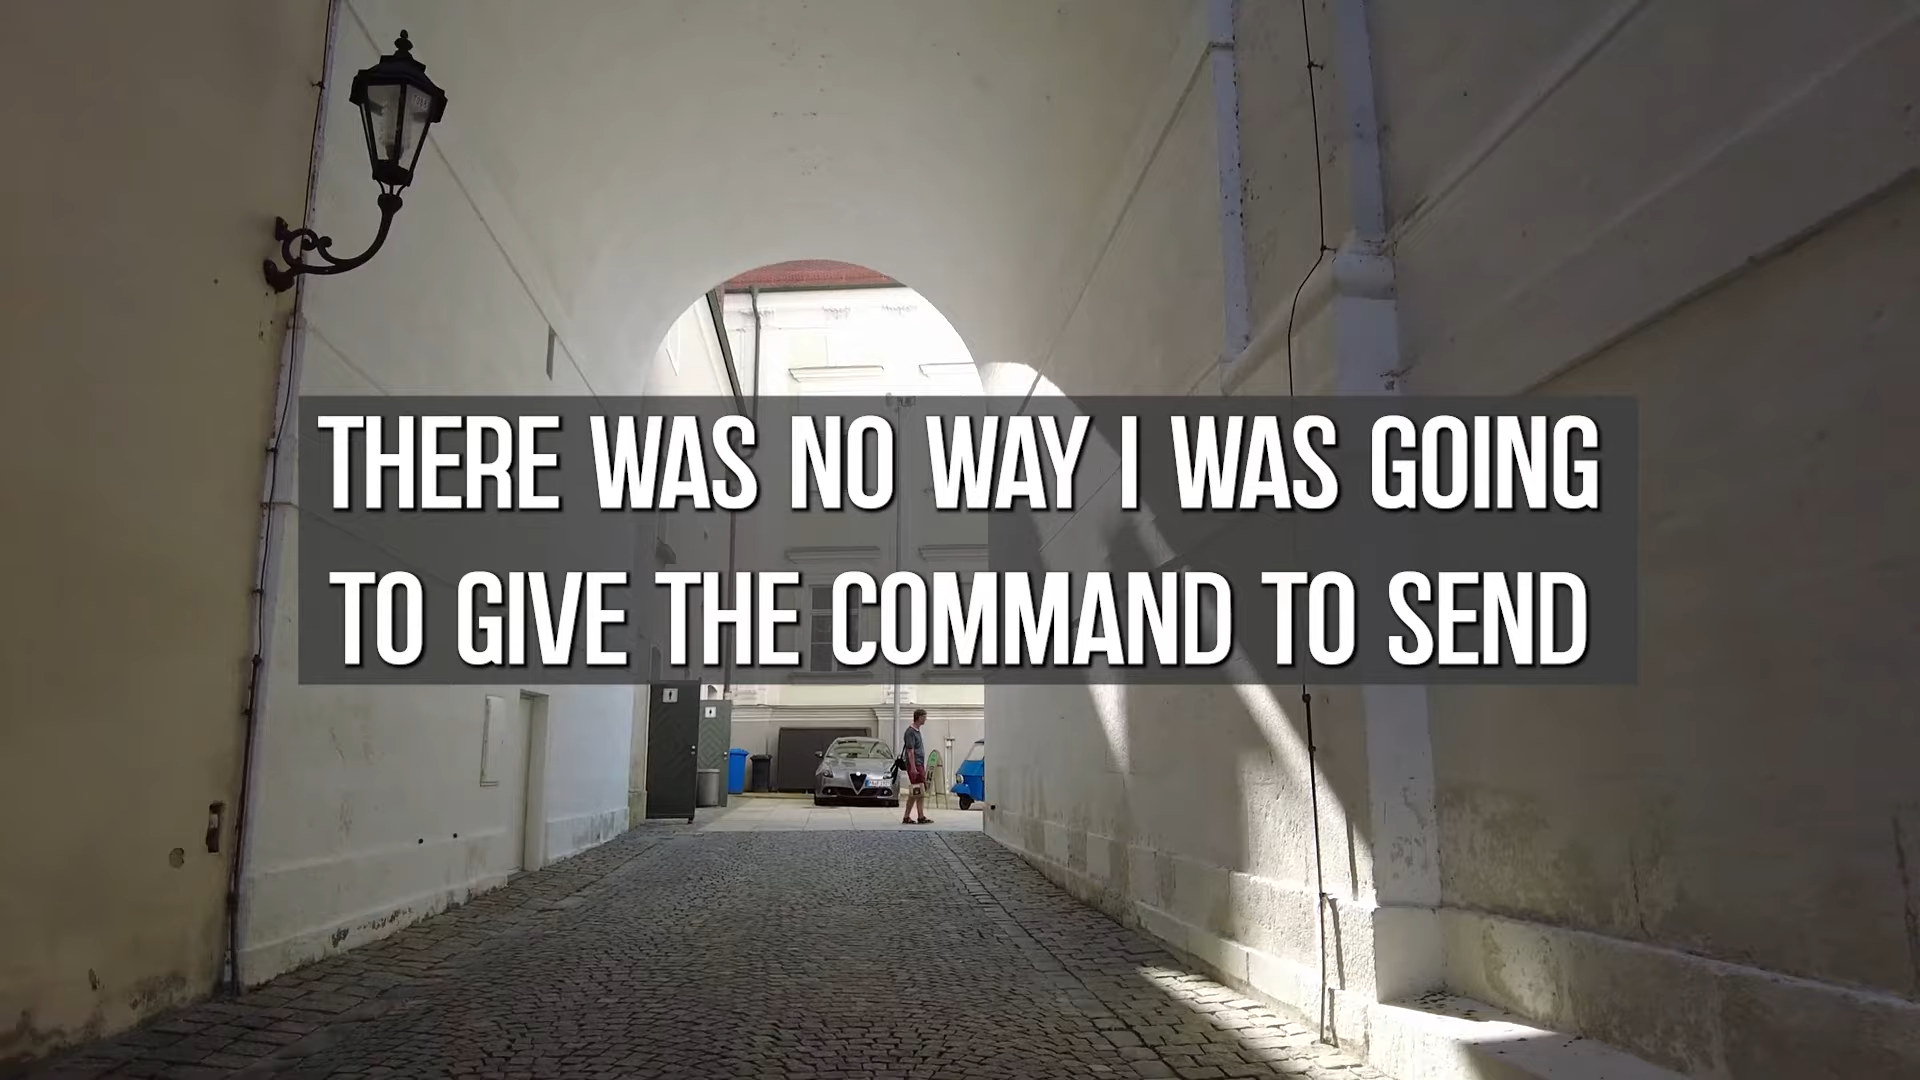 THERE WAS NO WAY I WAS GOING
TO GIVE THE COMMAND TO SEND